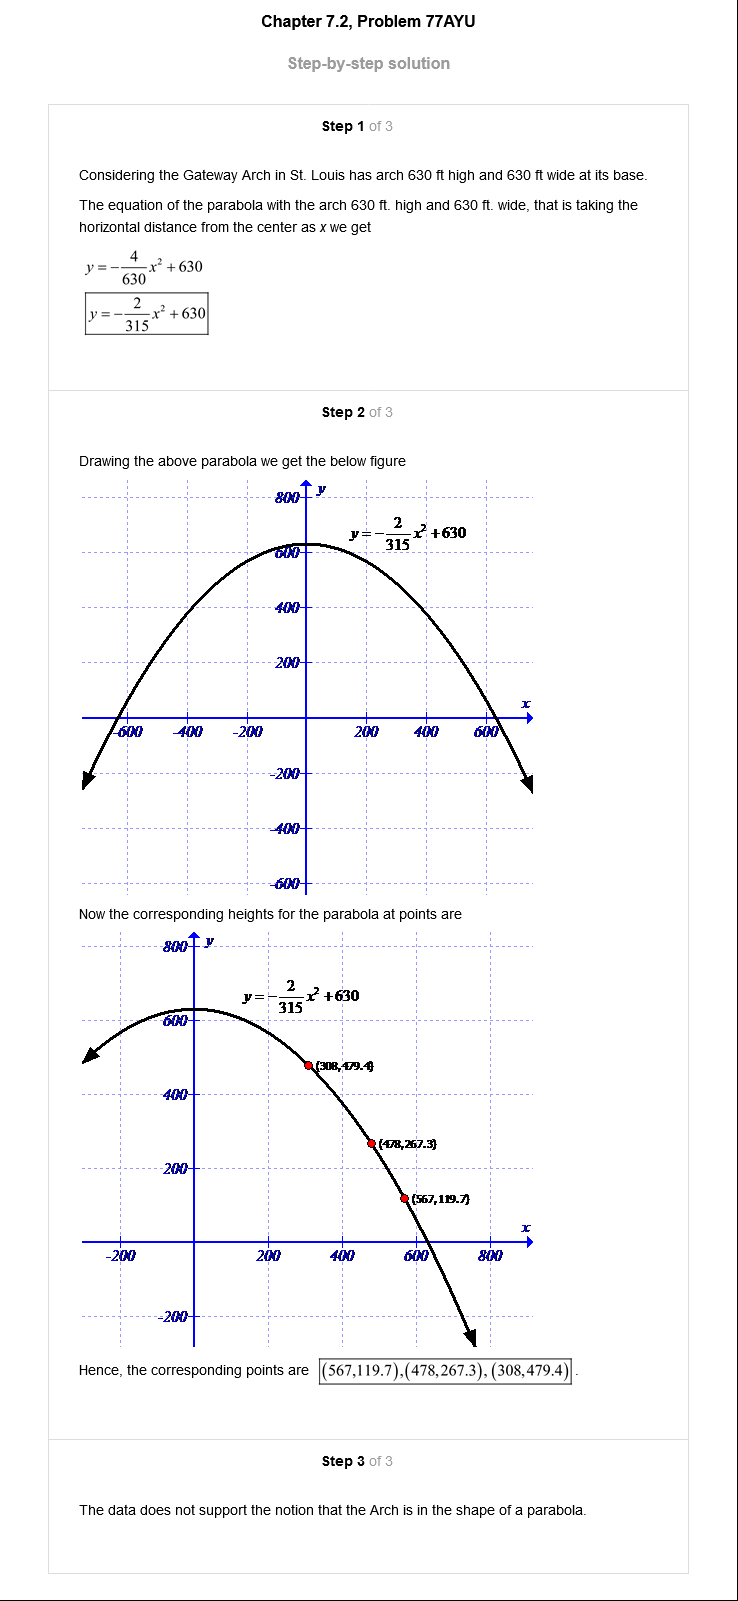 Chapter 7.2, Problem 77AYU
Step-by-step solution
Step 1 of 3
Considering the Gateway Arch in St. Louis has arch 630 ft high and 630 ft wide at its base.
The equation of the parabola with the arch 630 ft. high and 630 ft. wide, that is taking the
horizontal distance from the center as x we get
y = -4/630 x² + 630
y = -2/315 x² + 630
Step 2 of 3
Drawing the above parabola we get the below figure
800 y
y = -2/315 x² + 630
600
400
200
x
-600 -400 -200 200 400 600
-200
-400
-600
Now the corresponding heights for the parabola at points are
800 y
y = -2/315 x² + 630
600
(308,479.4)
400
(478,267.3)
200
(567,119.7)
x
-200 200 400 600 800
-200
Hence, the corresponding points are (567,119.7),(478,267.3),(308,479.4).
Step 3 of 3
The data does not support the notion that the Arch is in the shape of a parabola.